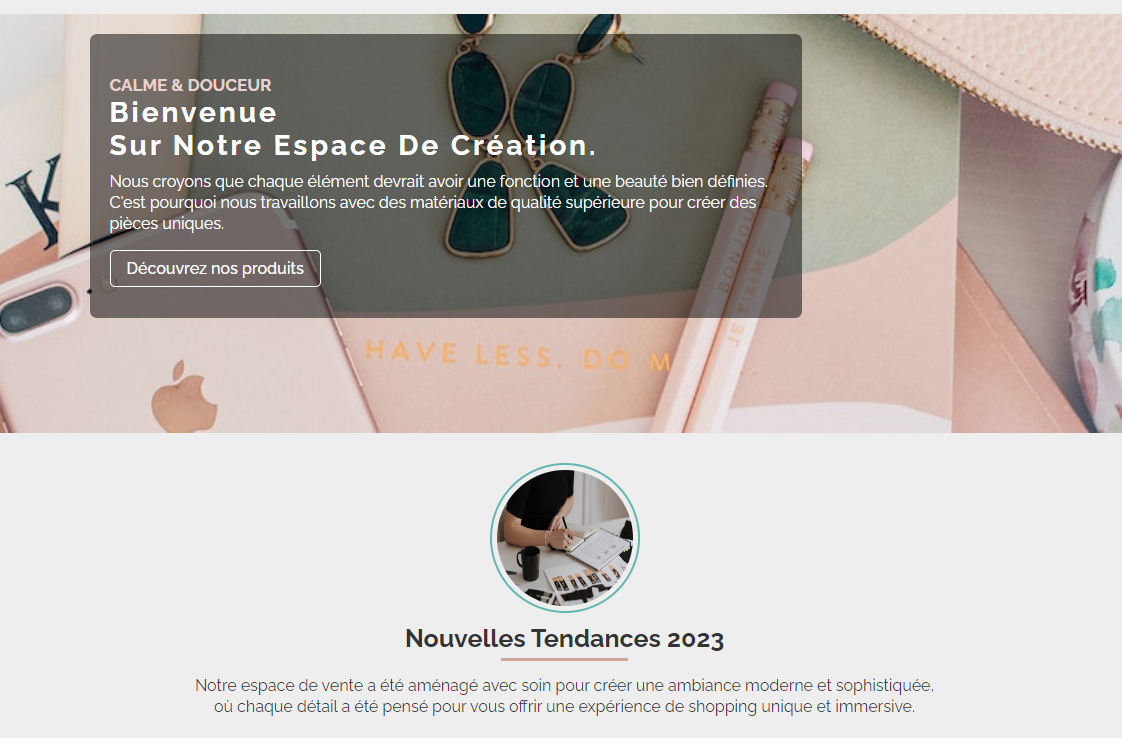 CALME & DOUCEUR
Bienvenue
Sur Notre Espace De Création.
Nous croyons que chaque élément devrait avoir une fonction et une beauté bien définies.
C'est pourquoi nous travaillons avec des matériaux de qualité supérieure pour créer des
pièces uniques.
Découvrez nos produits
K
BONJOUR
JE T'AIME
HAVE LESS. DO M
Nouvelles Tendances 2023
Notre espace de vente a été aménagé avec soin pour créer une ambiance moderne et sophistiquée,
où chaque détail a été pensé pour vous offrir une expérience de shopping unique et immersive.